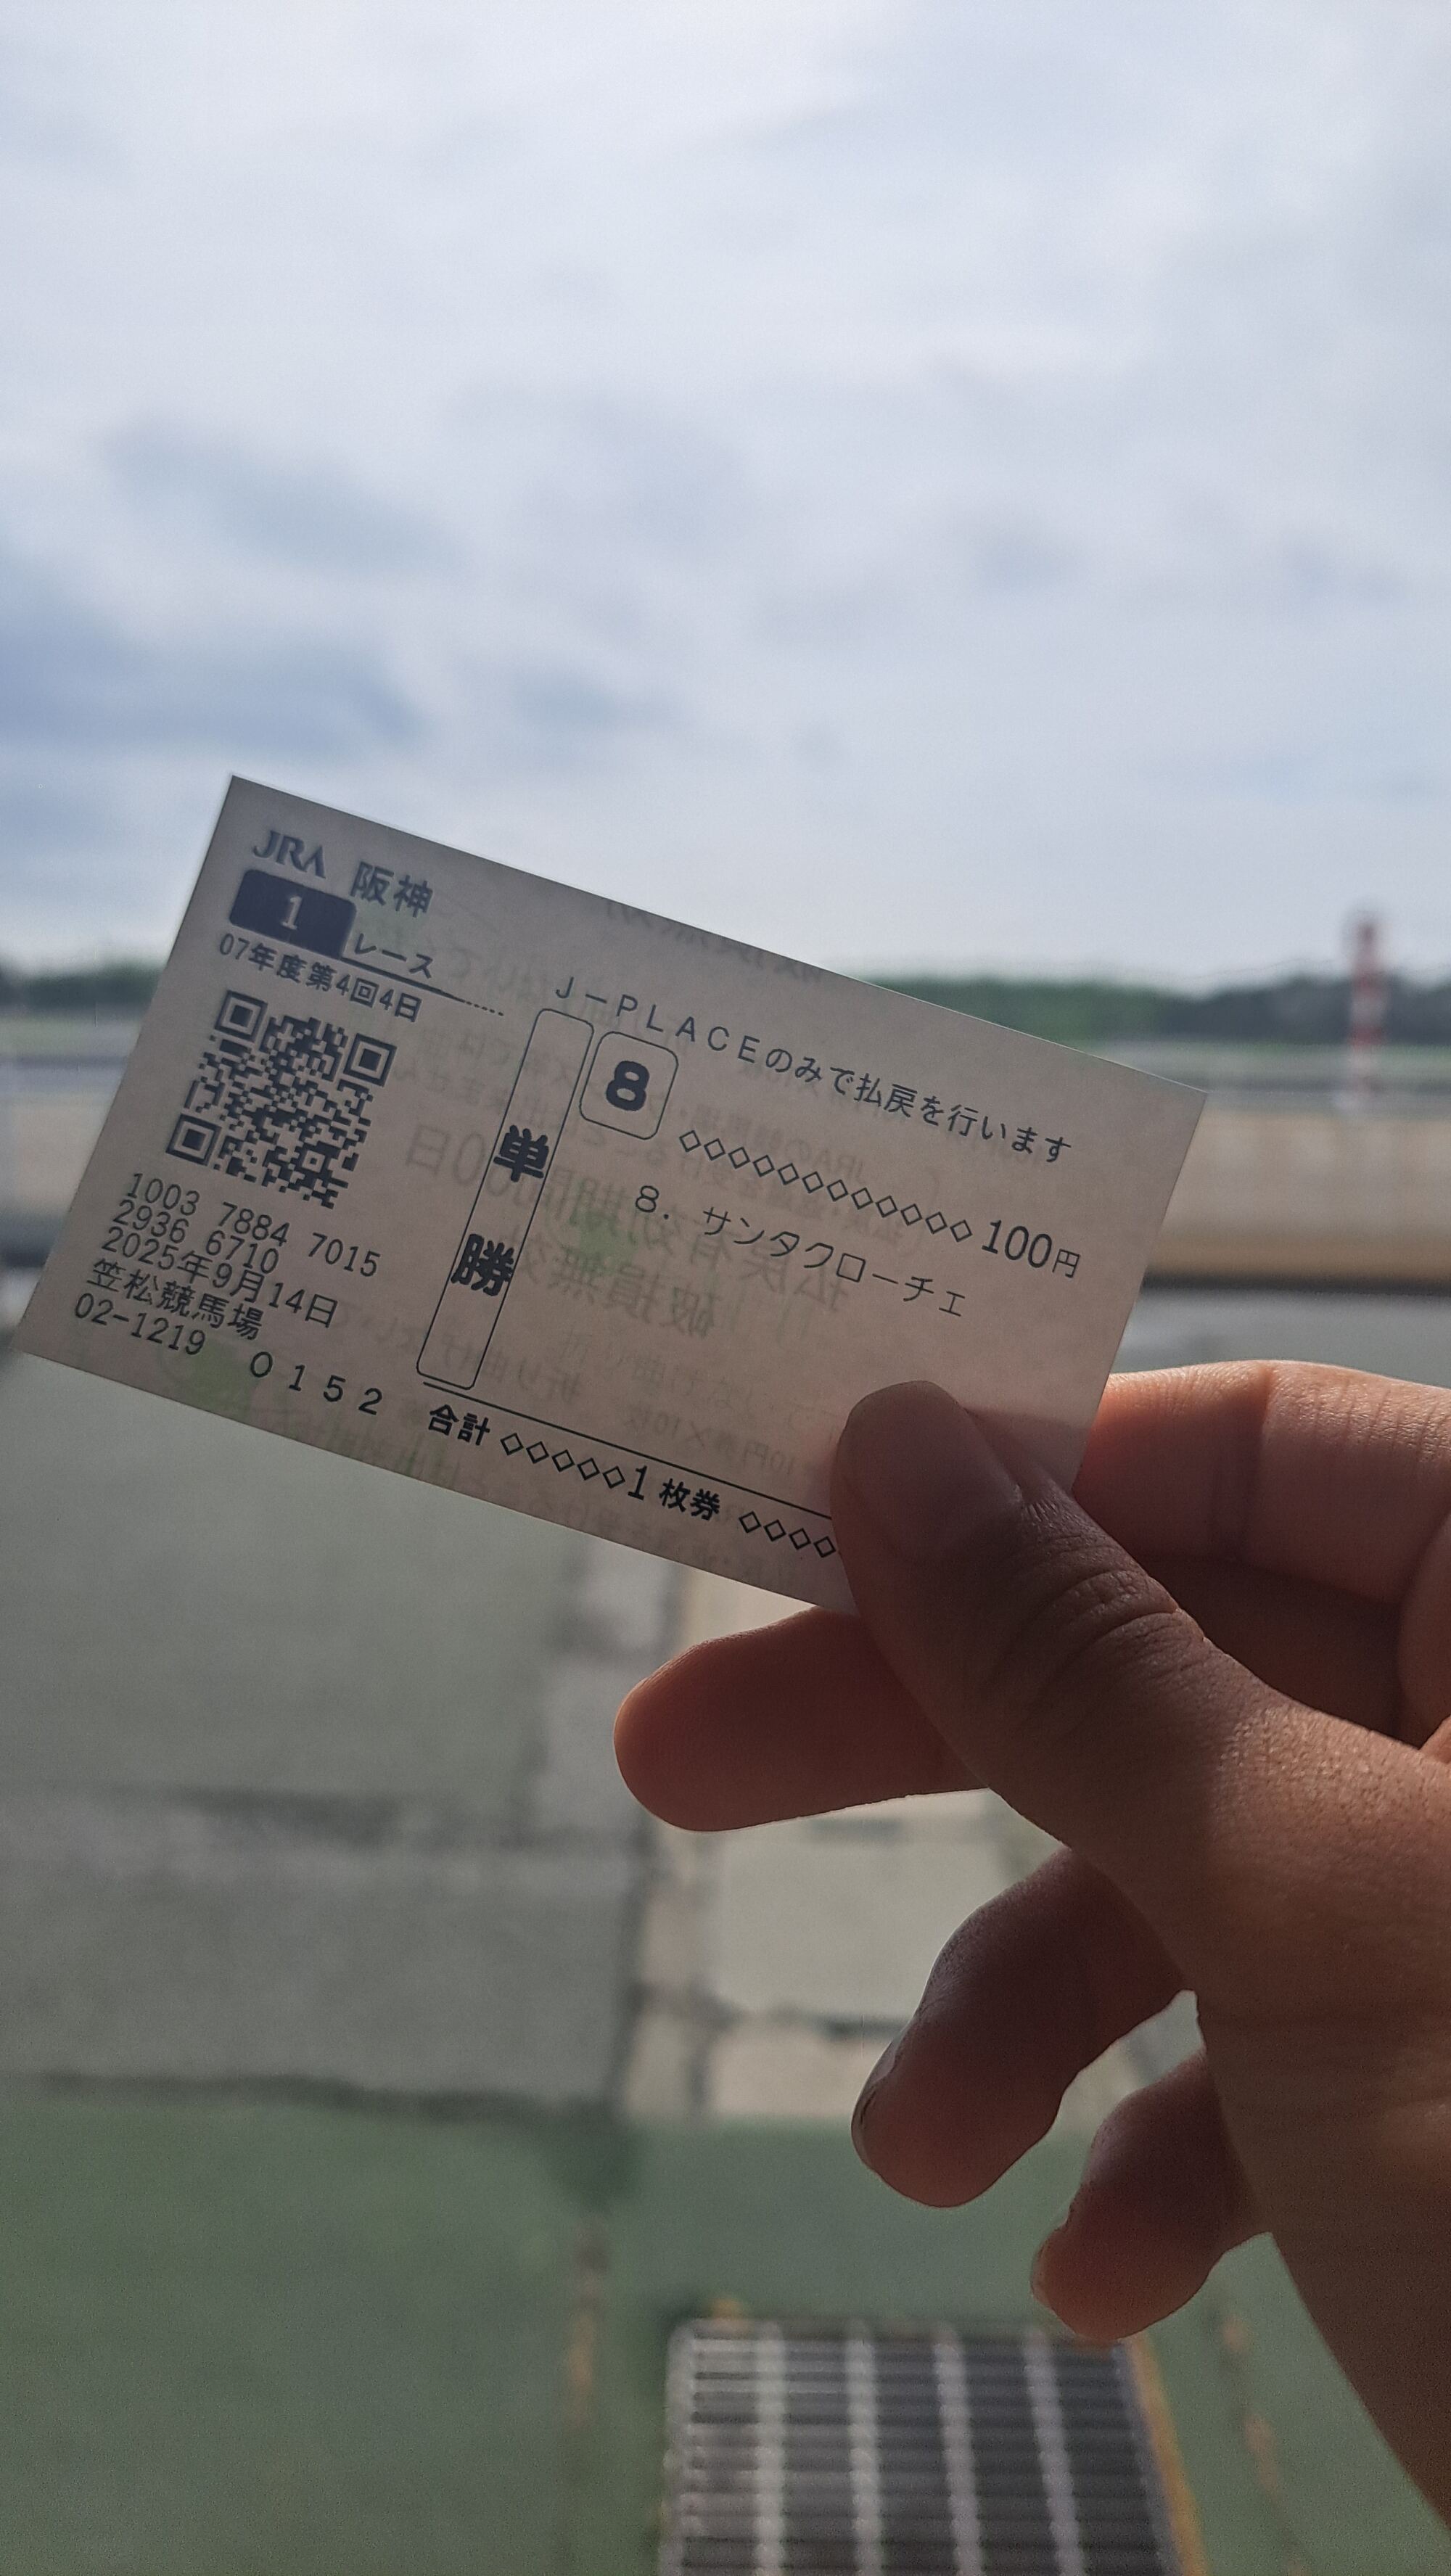 JRA 阪神
1 レース
07年度第4回4日
1003 7884 7015
2936 6710
2025年9月14日
笠松競馬場
02-1219 0152
J-PLACEのみで払戻を行います
単勝
8
◇◇◇◇◇◇◇◇◇◇◇◇100円
8. サンタクローチェ
合計 ◇◇◇◇◇1枚券 ◇◇◇◇